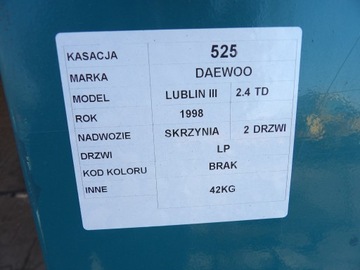 KASACJA 525
MARKA DAEWOO
MODEL LUBLIN III 2.4 TD
ROK 1998
NADWOZIE SKRZYNIA 2 DRZWI
DRZWI LP
KOD KOLORU BRAK
INNE 42KG